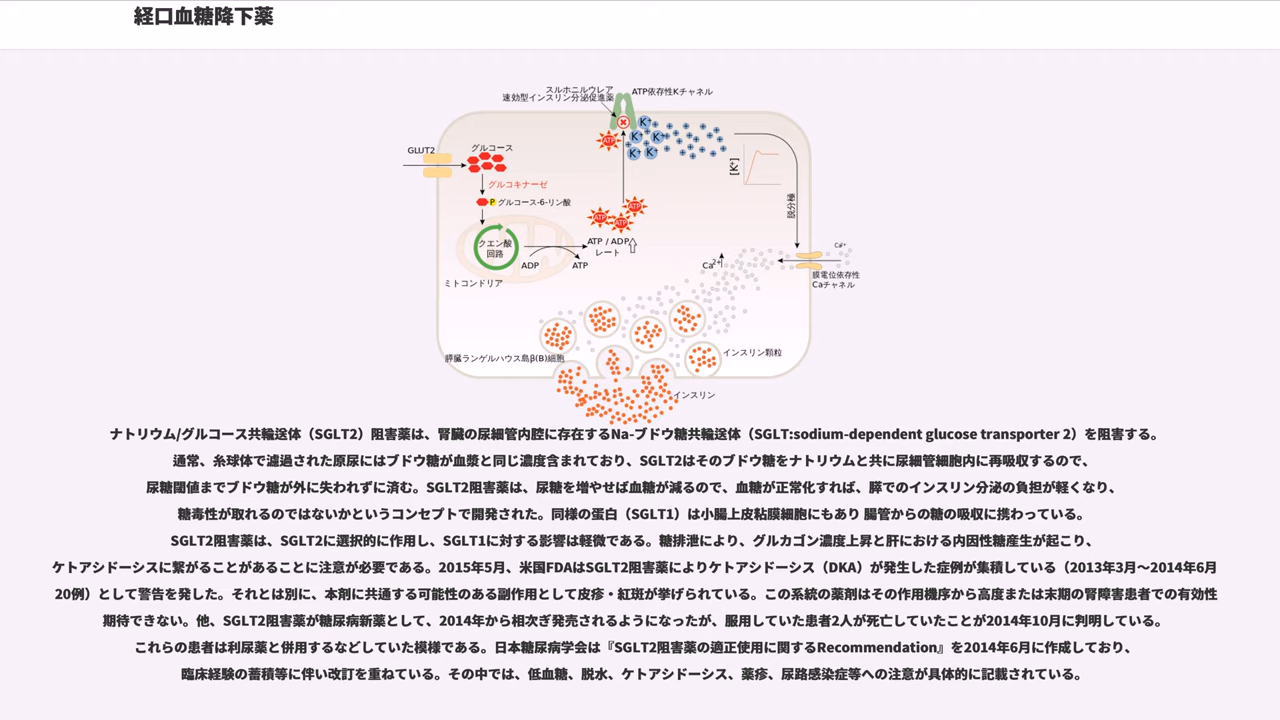 経口血糖降下薬
スルホニルウレア
速効型インスリン分泌促進薬
ATP依存性Kチャネル
K⁺
K⁺ K⁺
K⁺ K⁺
ATP
GLUT2
グルコース
[K⁺]
グルコキナーゼ
P グルコース-6-リン酸
ATP ATP ATP
脱分極
クエン酸
回路
ATP / ADP
レート
ADP
ATP
Ca²⁺
Ca²⁺
膜電位依存性
Caチャネル
ミトコンドリア
膵臓ランゲルハウス島β(B)細胞
インスリン顆粒
インスリン
ナトリウム/グルコース共輸送体（SGLT2）阻害薬は、腎臓の尿細管内腔に存在するNa-ブドウ糖共輸送体（SGLT:sodium-dependent glucose transporter 2）を阻害する。
通常、糸球体で濾過された原尿にはブドウ糖が血漿と同じ濃度含まれており、SGLT2はそのブドウ糖をナトリウムと共に尿細管細胞内に再吸収するので、
尿糖閾値までブドウ糖が外に失われずに済む。SGLT2阻害薬は、尿糖を増やせば血糖が減るので、血糖が正常化すれば、膵でのインスリン分泌の負担が軽くなり、
糖毒性が取れるのではないかというコンセプトで開発された。同様の蛋白（SGLT1）は小腸上皮粘膜細胞にもあり 腸管からの糖の吸収に携わっている。
SGLT2阻害薬は、SGLT2に選択的に作用し、SGLT1に対する影響は軽微である。糖排泄により、グルカゴン濃度上昇と肝における内因性糖産生が起こり、
ケトアシドーシスに繋がることがあることに注意が必要である。2015年5月、米国FDAはSGLT2阻害薬によりケトアシドーシス（DKA）が発生した症例が集積している（2013年3月〜2014年6月
20例）として警告を発した。それとは別に、本剤に共通する可能性のある副作用として皮疹・紅斑が挙げられている。この系統の薬剤はその作用機序から高度または末期の腎障害患者での有効性
期待できない。他、SGLT2阻害薬が糖尿病新薬として、2014年から相次ぎ発売されるようになったが、服用していた患者2人が死亡していたことが2014年10月に判明している。
これらの患者は利尿薬と併用するなどしていた模様である。日本糖尿病学会は『SGLT2阻害薬の適正使用に関するRecommendation』を2014年6月に作成しており、
臨床経験の蓄積等に伴い改訂を重ねている。その中では、低血糖、脱水、ケトアシドーシス、薬疹、尿路感染症等への注意が具体的に記載されている。